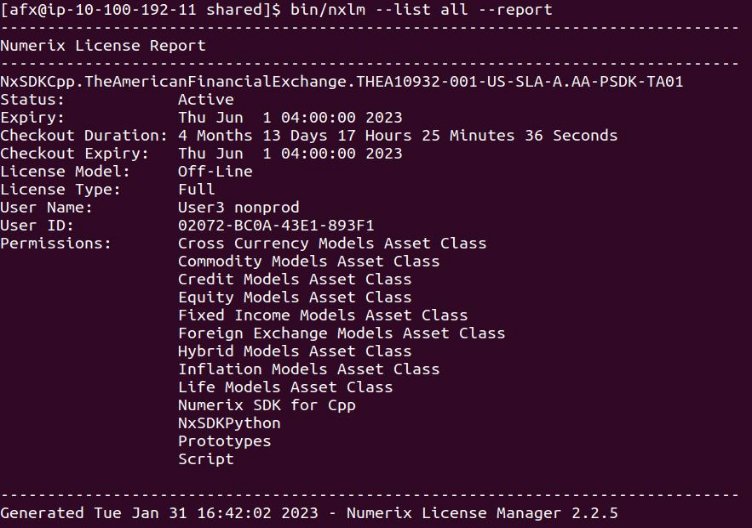 [afx@ip-10-100-192-11 shared]$ bin/nxlm --list all --report
--------------------------------------------------------------------------------
Numerix License Report
--------------------------------------------------------------------------------
NxSDKCpp.TheAmericanFinancialExchange.THEA10932-001-US-SLA-A.AA-PSDK-TA01
Status:            Active
Expiry:            Thu Jun  1 04:00:00 2023
Checkout Duration: 4 Months 13 Days 17 Hours 25 Minutes 36 Seconds
Checkout Expiry:   Thu Jun  1 04:00:00 2023
License Model:     Off-Line
License Type:      Full
User Name:         User3 nonprod
User ID:           02072-BC0A-43E1-893F1
Permissions:       Cross Currency Models Asset Class
                   Commodity Models Asset Class
                   Credit Models Asset Class
                   Equity Models Asset Class
                   Fixed Income Models Asset Class
                   Foreign Exchange Models Asset Class
                   Hybrid Models Asset Class
                   Inflation Models Asset Class
                   Life Models Asset Class
                   Numerix SDK for Cpp
                   NxSDKPython
                   Prototypes
                   Script
--------------------------------------------------------------------------------
Generated Tue Jan 31 16:42:02 2023 - Numerix License Manager 2.2.5